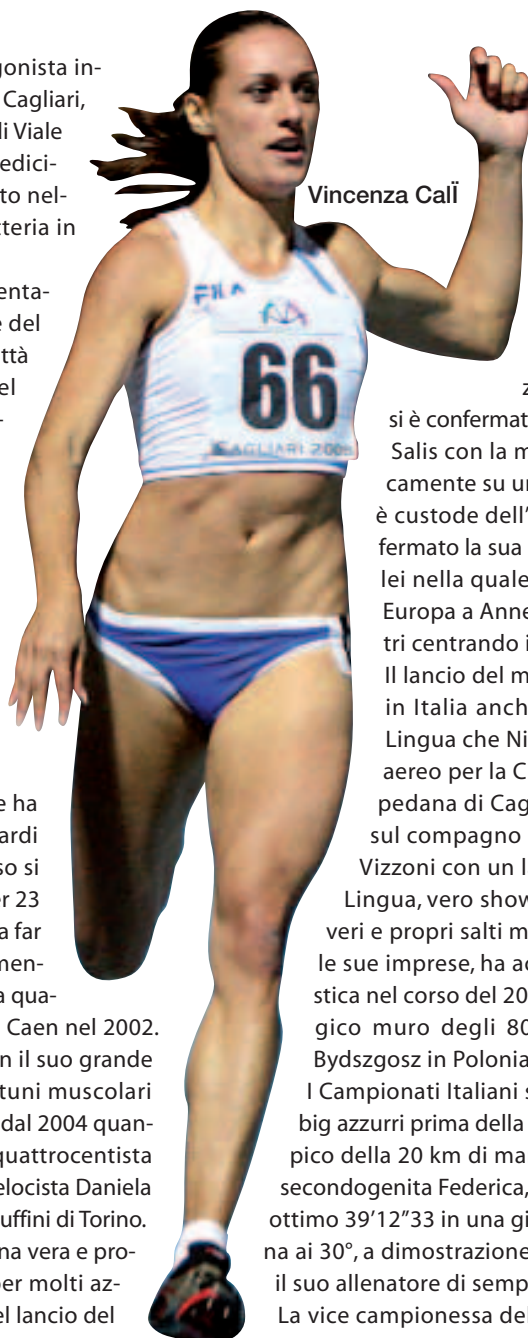 gonista in-
Cagliari,
li Viale
edici-
to nel-
tteria in
enta-
e del
ttà
el
-
e ha
ardi
so si
er 23
a far
men-
a qua-
Caen nel 2002.
n il suo grande
tuni muscolari
dal 2004 quan-
quattrocentista
elocista Daniela
uffini di Torino.
na vera e pro-
per molti az-
el lancio del
Vincenza CalÏ
FILA
66
CAGLIARI 200
z
si è confermat
Salis con la m
camente su un
è custode dell’
fermato la sua
lei nella quale
Europa a Anne
tri centrando i
Il lancio del m
in Italia anch
Lingua che Ni
aereo per la C
pedana di Cag
sul compagno
Vizzoni con un l
Lingua, vero show
veri e propri salti m
le sue imprese, ha ac
stica nel corso del 20
gico muro degli 80
Bydszgosz in Polonia
I Campionati Italiani s
big azzurri prima della
pico della 20 km di ma
secondogenita Federica,
ottimo 39’12”33 in una gi
na ai 30°, a dimostrazione
il suo allenatore di semp
La vice campionessa del